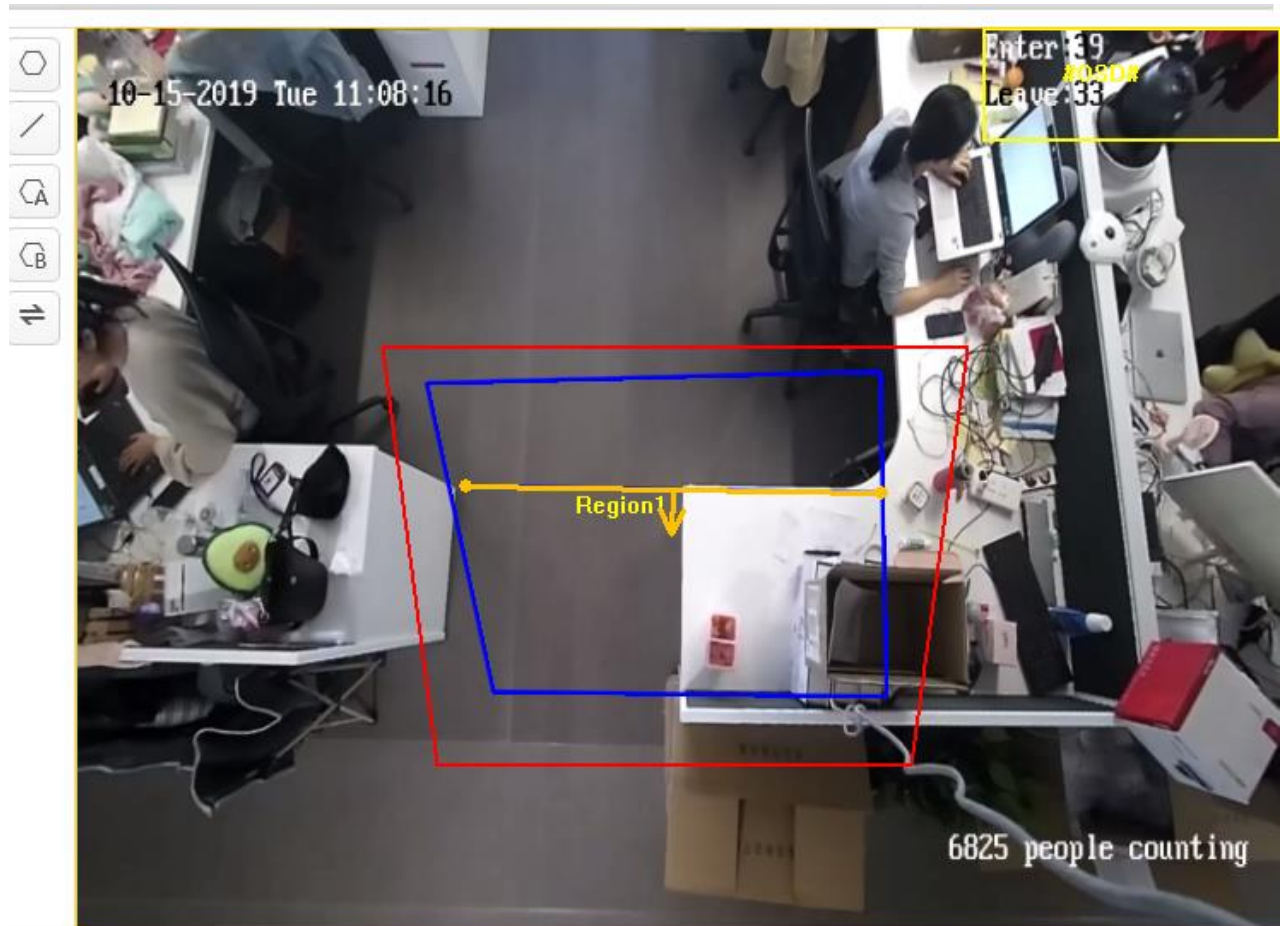 Enter:39
#OSD#
10-15-2019 Tue 11:08:16
Leave:33
A
B
Region1
6825 people counting